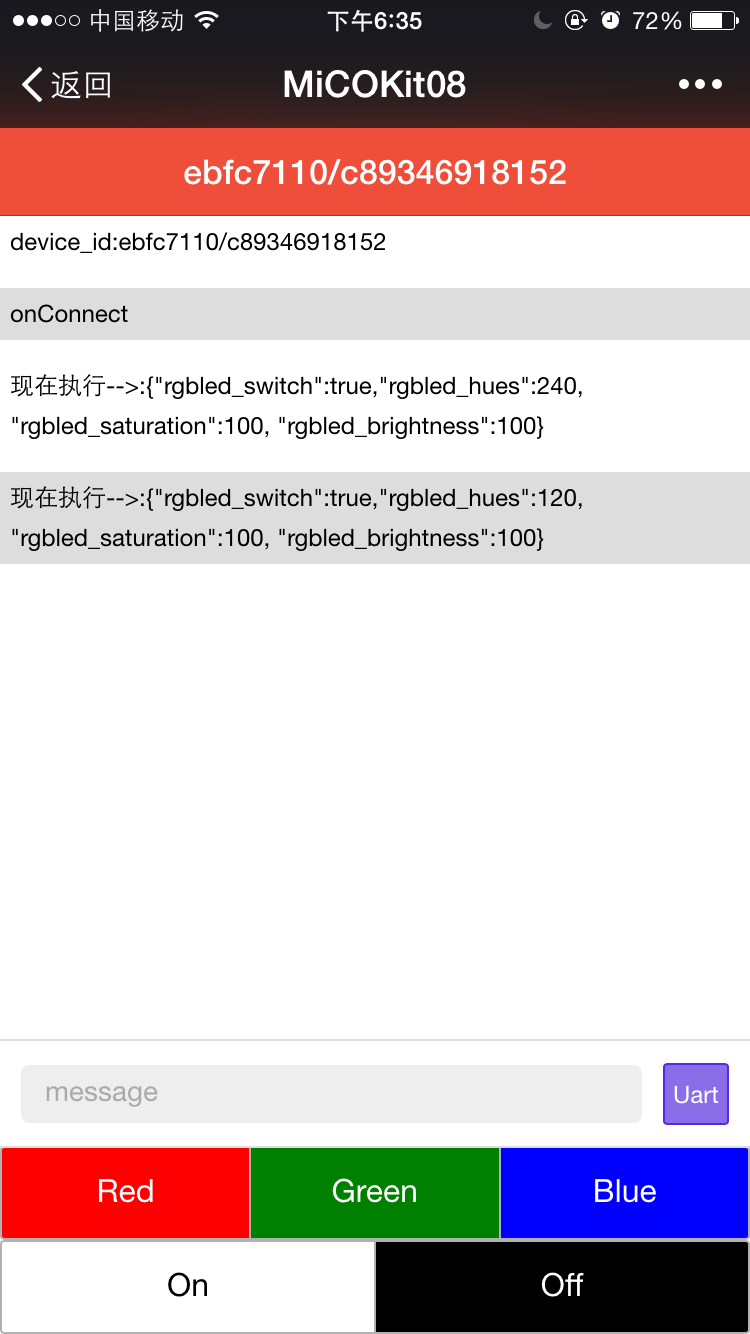 中国移动 下午6:35 72%
返回 MiCOKit08
ebfc7110/c89346918152
device_id:ebfc7110/c89346918152
onConnect
现在执行-->:{"rgbled_switch":true,"rgbled_hues":240,
"rgbled_saturation":100, "rgbled_brightness":100}
现在执行-->:{"rgbled_switch":true,"rgbled_hues":120,
"rgbled_saturation":100, "rgbled_brightness":100}
message Uart
Red Green Blue
On Off